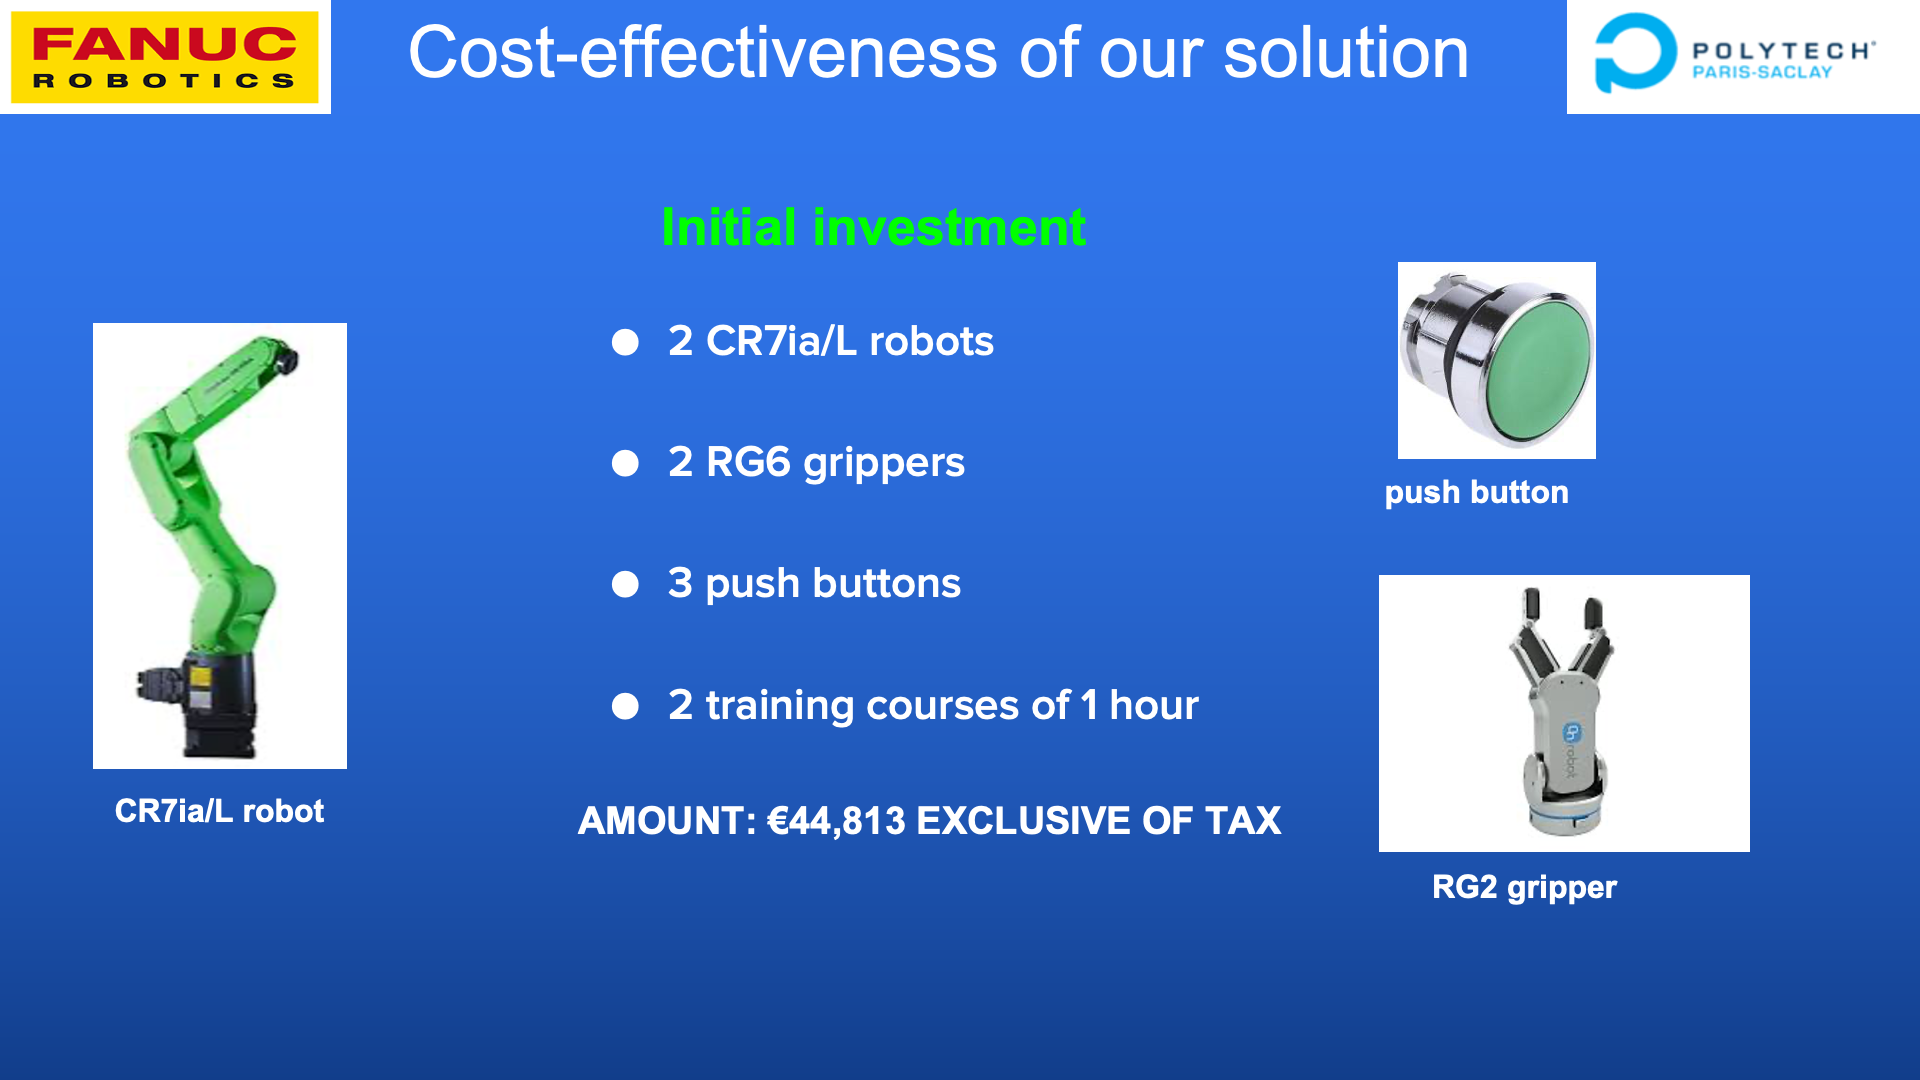 FANUC
ROBOTICS
Cost-effectiveness of our solution
POLYTECH®
PARIS-SACLAY
Initial investment
● 2 CR7ia/L robots
● 2 RG6 grippers
● 3 push buttons
● 2 training courses of 1 hour
AMOUNT: €44,813 EXCLUSIVE OF TAX
CR7ia/L robot
push button
robot
RG2 gripper